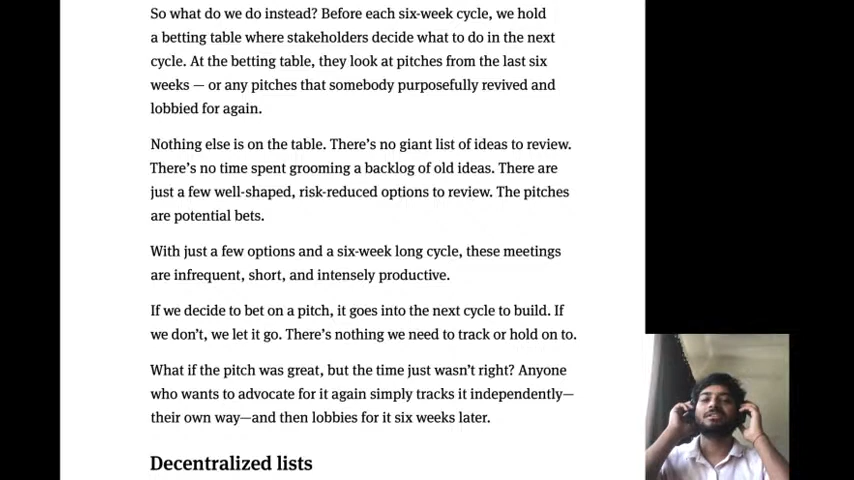 So what do we do instead? Before each six-week cycle, we hold
a betting table where stakeholders decide what to do in the next
cycle. At the betting table, they look at pitches from the last six
weeks — or any pitches that somebody purposefully revived and
lobbied for again.
Nothing else is on the table. There’s no giant list of ideas to review.
There’s no time spent grooming a backlog of old ideas. There are
just a few well-shaped, risk-reduced options to review. The pitches
are potential bets.
With just a few options and a six-week long cycle, these meetings
are infrequent, short, and intensely productive.
If we decide to bet on a pitch, it goes into the next cycle to build. If
we don’t, we let it go. There’s nothing we need to track or hold on to.
What if the pitch was great, but the time just wasn’t right? Anyone
who wants to advocate for it again simply tracks it independently—
their own way—and then lobbies for it six weeks later.
Decentralized lists